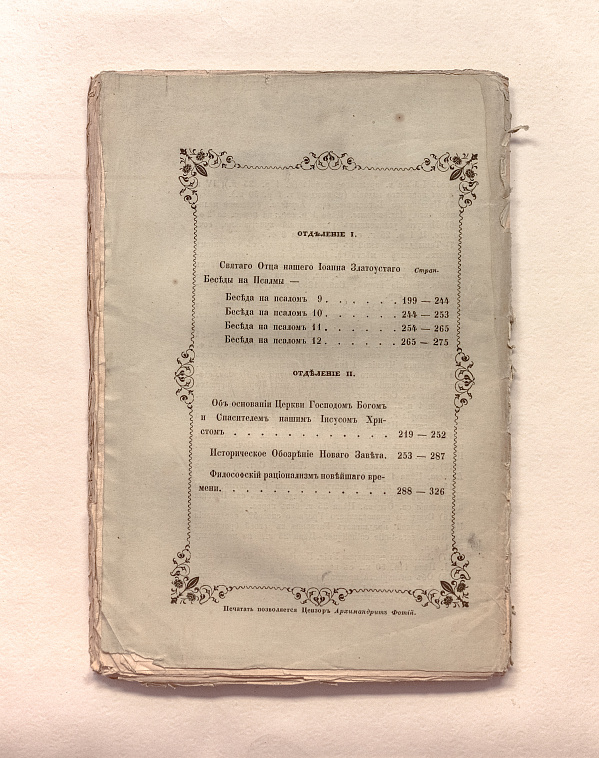 ОТДѢЛЕНІЕ I.
Святаго Отца нашего Іоанна Златоустаго Стран.
Бесѣды на Псалмы —
Бесѣда на псаломъ 9 . . . . . . 199 — 244
Бесѣда на псаломъ 10 . . . . . . 244 — 253
Бесѣда на псаломъ 11 . . . . . . 254 — 265
Бесѣда на псаломъ 12 . . . . . . 265 — 275
ОТДѢЛЕНІЕ II.
Объ основаніи Церкви Господомъ Богомъ
и Спасителемъ нашимъ Іисусомъ Хри-
стомъ . . . . . . . . . . . . . 219 — 252
Историческое Обозрѣніе Новаго Завѣта. 253 — 287
Философскій раціонализмъ новѣйшаго вре-
мени. . . . . . . . . . . . . . 288 — 326
Печатать позволяется Цензоръ Архимандритъ Фотій.